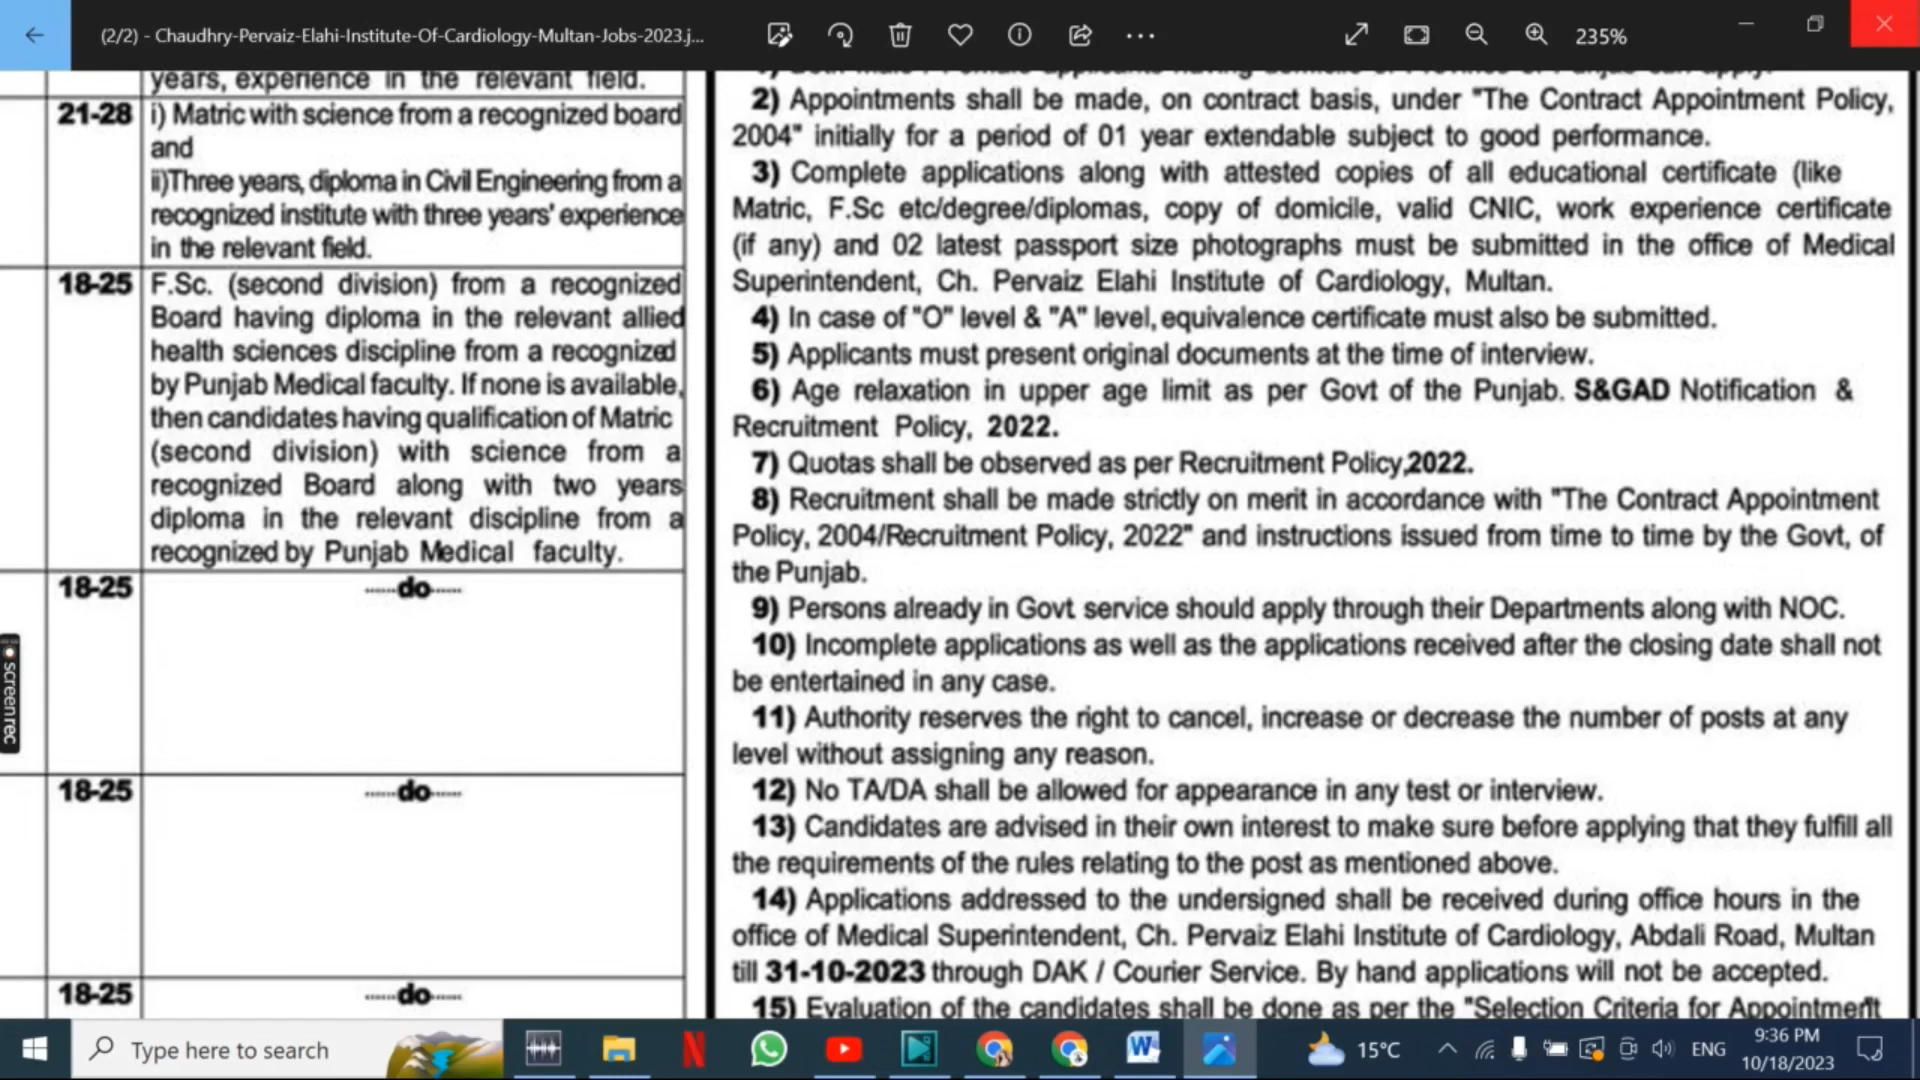 (2/2) - Chaudhry-Pervaiz-Elahi-Institute-Of-Cardiology-Multan-Jobs-2023.j...
235%
years, experience in the relevant field.
21-28
i) Matric with science from a recognized board
and
ii)Three years, diploma in Civil Engineering from a
recognized institute with three years' experience
in the relevant field.
18-25
F.Sc. (second division) from a recognized
Board having diploma in the relevant allied
health sciences discipline from a recognized
by Punjab Medical faculty. If none is available,
then candidates having qualification of Matric
(second division) with science from a
recognized Board along with two years
diploma in the relevant discipline from a
recognized by Punjab Medical faculty.
18-25
......do......
18-25
......do......
18-25
......do......
2) Appointments shall be made, on contract basis, under "The Contract Appointment Policy,
2004" initially for a period of 01 year extendable subject to good performance.
3) Complete applications along with attested copies of all educational certificate (like
Matric, F.Sc etc/degree/diplomas, copy of domicile, valid CNIC, work experience certificate
(if any) and 02 latest passport size photographs must be submitted in the office of Medical
Superintendent, Ch. Pervaiz Elahi Institute of Cardiology, Multan.
4) In case of "O" level & "A" level, equivalence certificate must also be submitted.
5) Applicants must present original documents at the time of interview.
6) Age relaxation in upper age limit as per Govt of the Punjab. S&GAD Notification &
Recruitment Policy, 2022.
7) Quotas shall be observed as per Recruitment Policy,2022.
8) Recruitment shall be made strictly on merit in accordance with "The Contract Appointment
Policy, 2004/Recruitment Policy, 2022" and instructions issued from time to time by the Govt, of
the Punjab.
9) Persons already in Govt service should apply through their Departments along with NOC.
10) Incomplete applications as well as the applications received after the closing date shall not
be entertained in any case.
11) Authority reserves the right to cancel, increase or decrease the number of posts at any
level without assigning any reason.
12) No TA/DA shall be allowed for appearance in any test or interview.
13) Candidates are advised in their own interest to make sure before applying that they fulfill all
the requirements of the rules relating to the post as mentioned above.
14) Applications addressed to the undersigned shall be received during office hours in the
office of Medical Superintendent, Ch. Pervaiz Elahi Institute of Cardiology, Abdali Road, Multan
till 31-10-2023 through DAK / Courier Service. By hand applications will not be accepted.
15) Evaluation of the candidates shall be done as per the "Selection Criteria for Appointment
screenrec
Type here to search
15°C
ENG
9:36 PM
10/18/2023